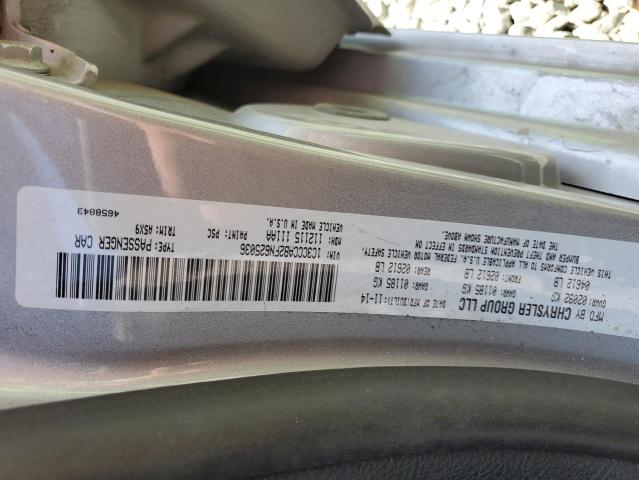 MFD BY CHRYSLER GROUP LLC DATE OF MFR(BULT):11-14
GVWR: 02092 KG GAWR: 01185 KG GAWR: 01185 KG
04612 LB FRONT: 02612 LB REAR: 02612 LB
THIS VEHICLE CONFORMS TO ALL APPLICABLE U.S.A. FEDERAL MOTOR VEHICLE SAFETY,
BUMPER AND THEFT PREVENTION STANDARDS IN EFFECT ON
THE DATE OF MANUFACTURE SHOWN ABOVE.
VIN: 1C3CCCAB2FN625036 TYPE: PASSENGER CAR
MDH: 112115 111AA PAINT: PSC TRIM: A5X9
VEHICLE MADE IN U.S.A. 4650843